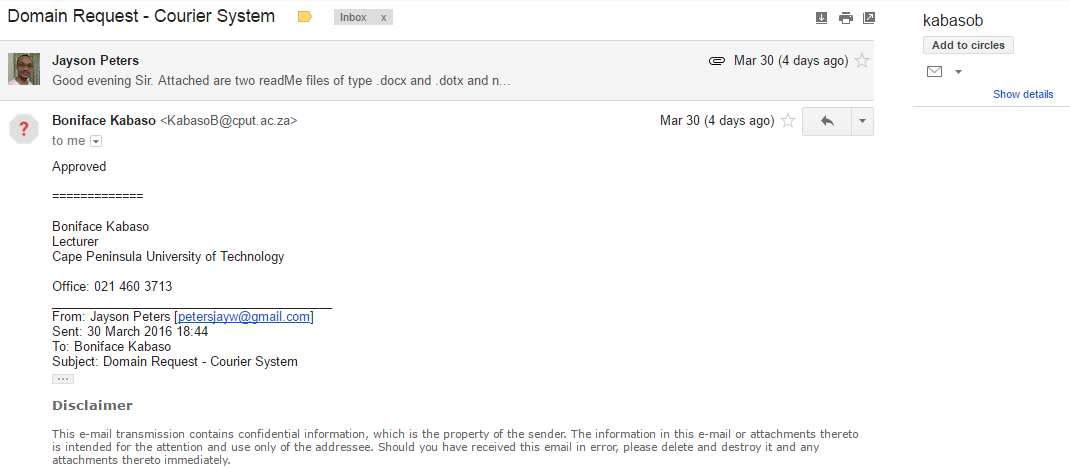 Domain Request - Courier System
Inbox x
kabasob
Add to circles
Show details
Jayson Peters
Mar 30 (4 days ago)
Good evening Sir. Attached are two readMe files of type .docx and .dotx and n...
Boniface Kabaso <KabasoB@cput.ac.za>
Mar 30 (4 days ago)
to me
Approved
=============
Boniface Kabaso
Lecturer
Cape Peninsula University of Technology
Office: 021 460 3713
________________________________________
From: Jayson Peters [petersjayw@gmail.com]
Sent: 30 March 2016 18:44
To: Boniface Kabaso
Subject: Domain Request - Courier System
Disclaimer
This e-mail transmission contains confidential information, which is the property of the sender. The information in this e-mail or attachments thereto
is intended for the attention and use only of the addressee. Should you have received this email in error, please delete and destroy it and any
attachments thereto immediately.